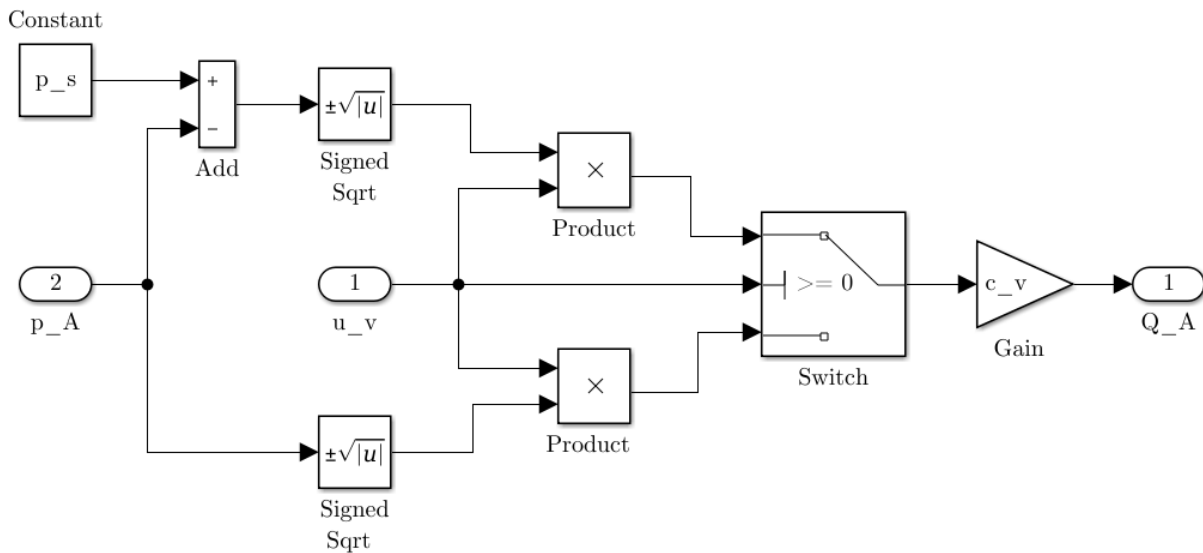 Constant
p_s
+
−
Add
±√|u|
Signed
Sqrt
×
Product
2
p_A
1
u_v
>= 0
Switch
c_v
Gain
1
Q_A
×
Product
±√|u|
Signed
Sqrt